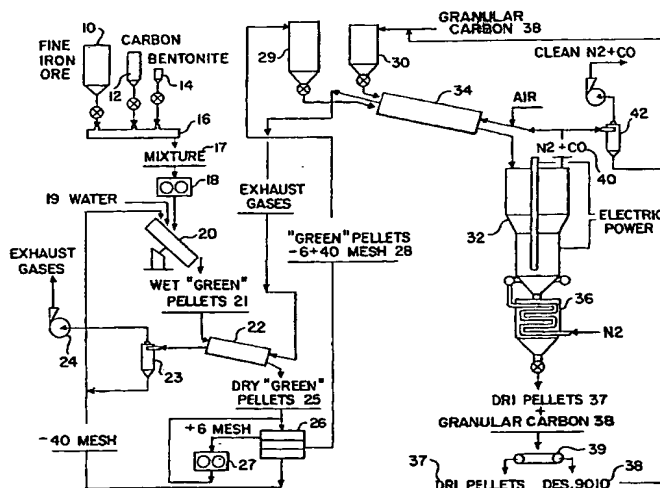 10
FINE
IRON
ORE
CARBON
12
BENTONITE
14
16
MIXTURE
17
18
19 WATER
20
WET "GREEN"
PELLETS 21
EXHAUST
GASES
24
23
22
DRY "GREEN"
PELLETS 25
-40 MESH
+6 MESH
26
27
29
30
GRANULAR
CARBON 38
34
EXHAUST
GASES
"GREEN" PELLETS
-6+40 MESH 28
AIR
CLEAN N2+CO
42
N2+CO
40
32
ELECTRIC
POWER
36
N2
DRI PELLETS 37
+
GRANULAR CARBON 38
39
37
DRI PELLETS
DES.9010
38